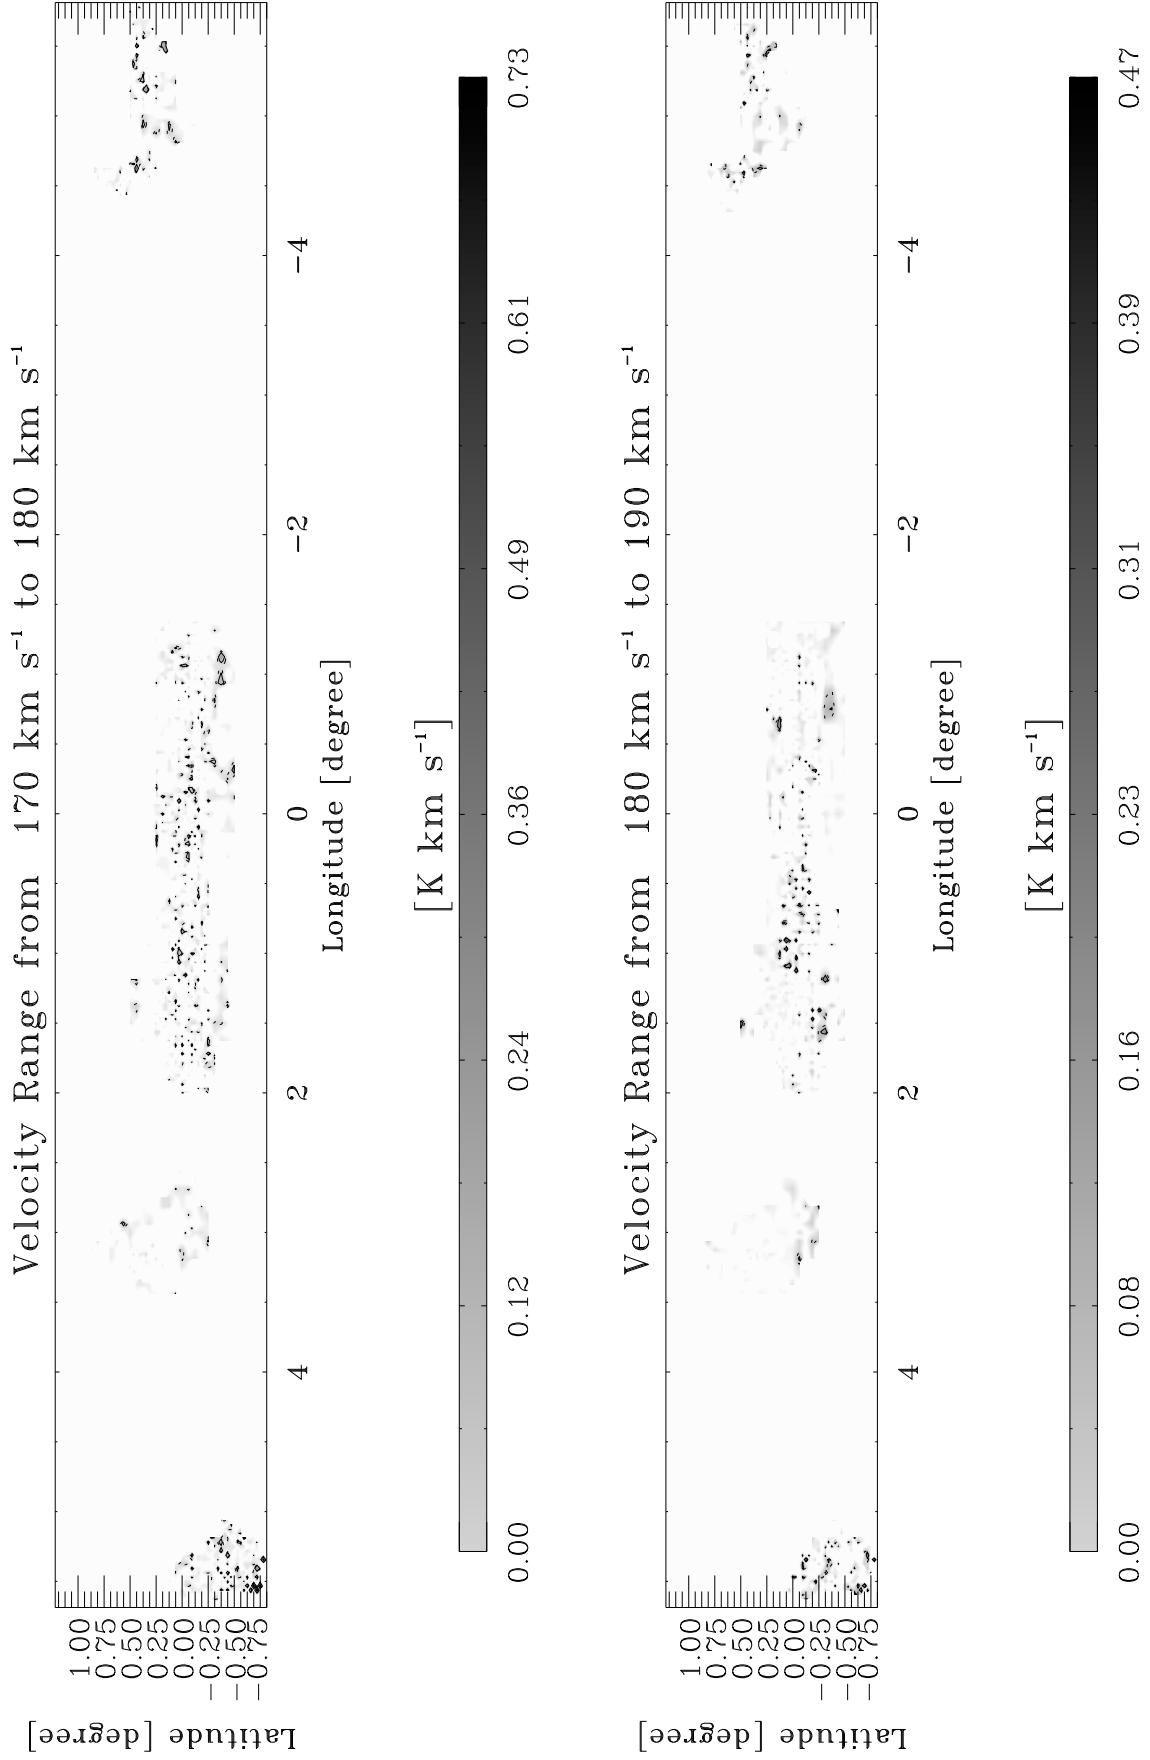 Velocity Range from 170 km s⁻¹ to 180 km s⁻¹
Latitude [degree]
1.00
0.75
0.50
0.25
0.00
−0.25
−0.50
−0.75
4 2 0 −2 −4
Longitude [degree]
[K km s⁻¹]
0.00 0.12 0.24 0.36 0.49 0.61 0.73
Velocity Range from 180 km s⁻¹ to 190 km s⁻¹
Latitude [degree]
1.00
0.75
0.50
0.25
0.00
−0.25
−0.50
−0.75
4 2 0 −2 −4
Longitude [degree]
[K km s⁻¹]
0.00 0.08 0.16 0.23 0.31 0.39 0.47